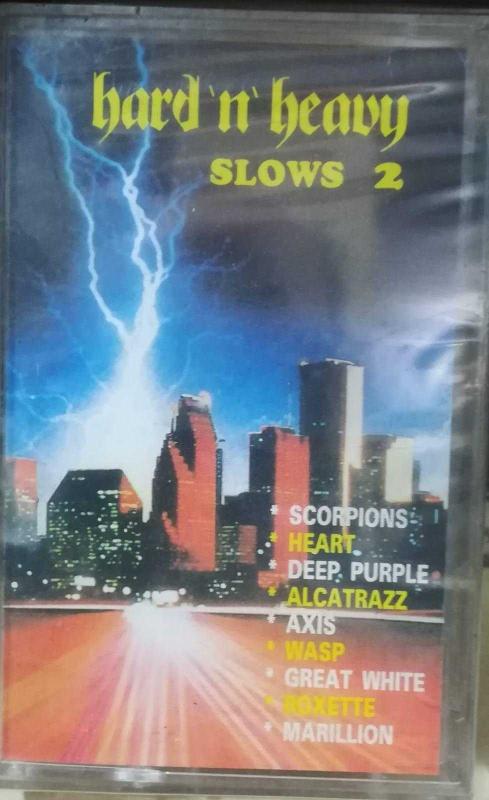 hard 'n' heavy
SLOWS 2
* SCORPIONS
* HEART
* DEEP PURPLE
* ALCATRAZZ
* AXIS
* WASP
* GREAT WHITE
* ROXETTE
* MARILLION